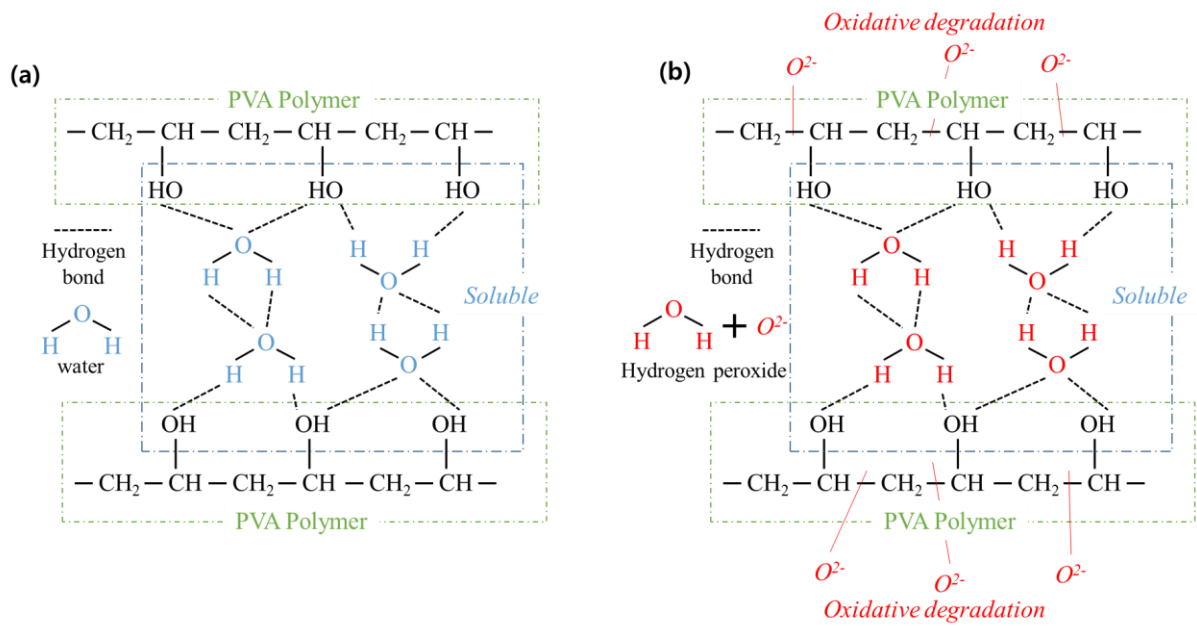 (a)
PVA Polymer
— CH₂ — CH — CH₂ — CH — CH₂ — CH —
HO HO HO
Hydrogen
bond
O
H H
water
O
H H
H H
O
Soluble
O
H H
H H
O
OH OH OH
— CH₂ — CH — CH₂ — CH — CH₂ — CH —
PVA Polymer
(b)
Oxidative degradation
O²⁻ O²⁻ O²⁻
PVA Polymer
— CH₂ — CH — CH₂ — CH — CH₂ — CH —
HO HO HO
Hydrogen
bond
O
H H + O²⁻
Hydrogen peroxide
O
H H
H H
O
Soluble
O
H H
H H
O
OH OH OH
— CH₂ — CH — CH₂ — CH — CH₂ — CH —
PVA Polymer
O²⁻ O²⁻ O²⁻
Oxidative degradation